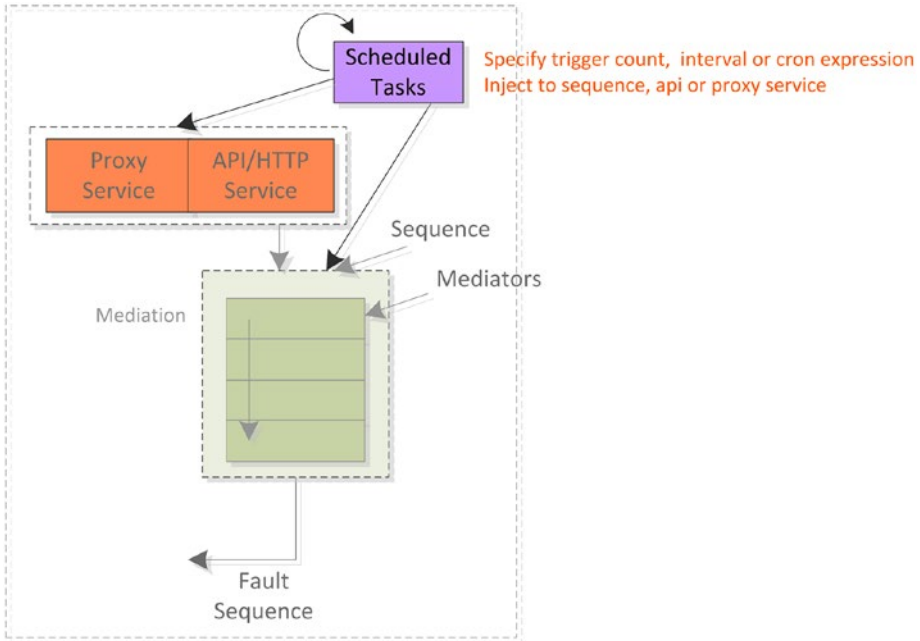 Scheduled
Tasks
Specify trigger count, interval or cron expression
Inject to sequence, api or proxy service
Proxy
Service
API/HTTP
Service
Sequence
Mediators
Mediation
Fault
Sequence